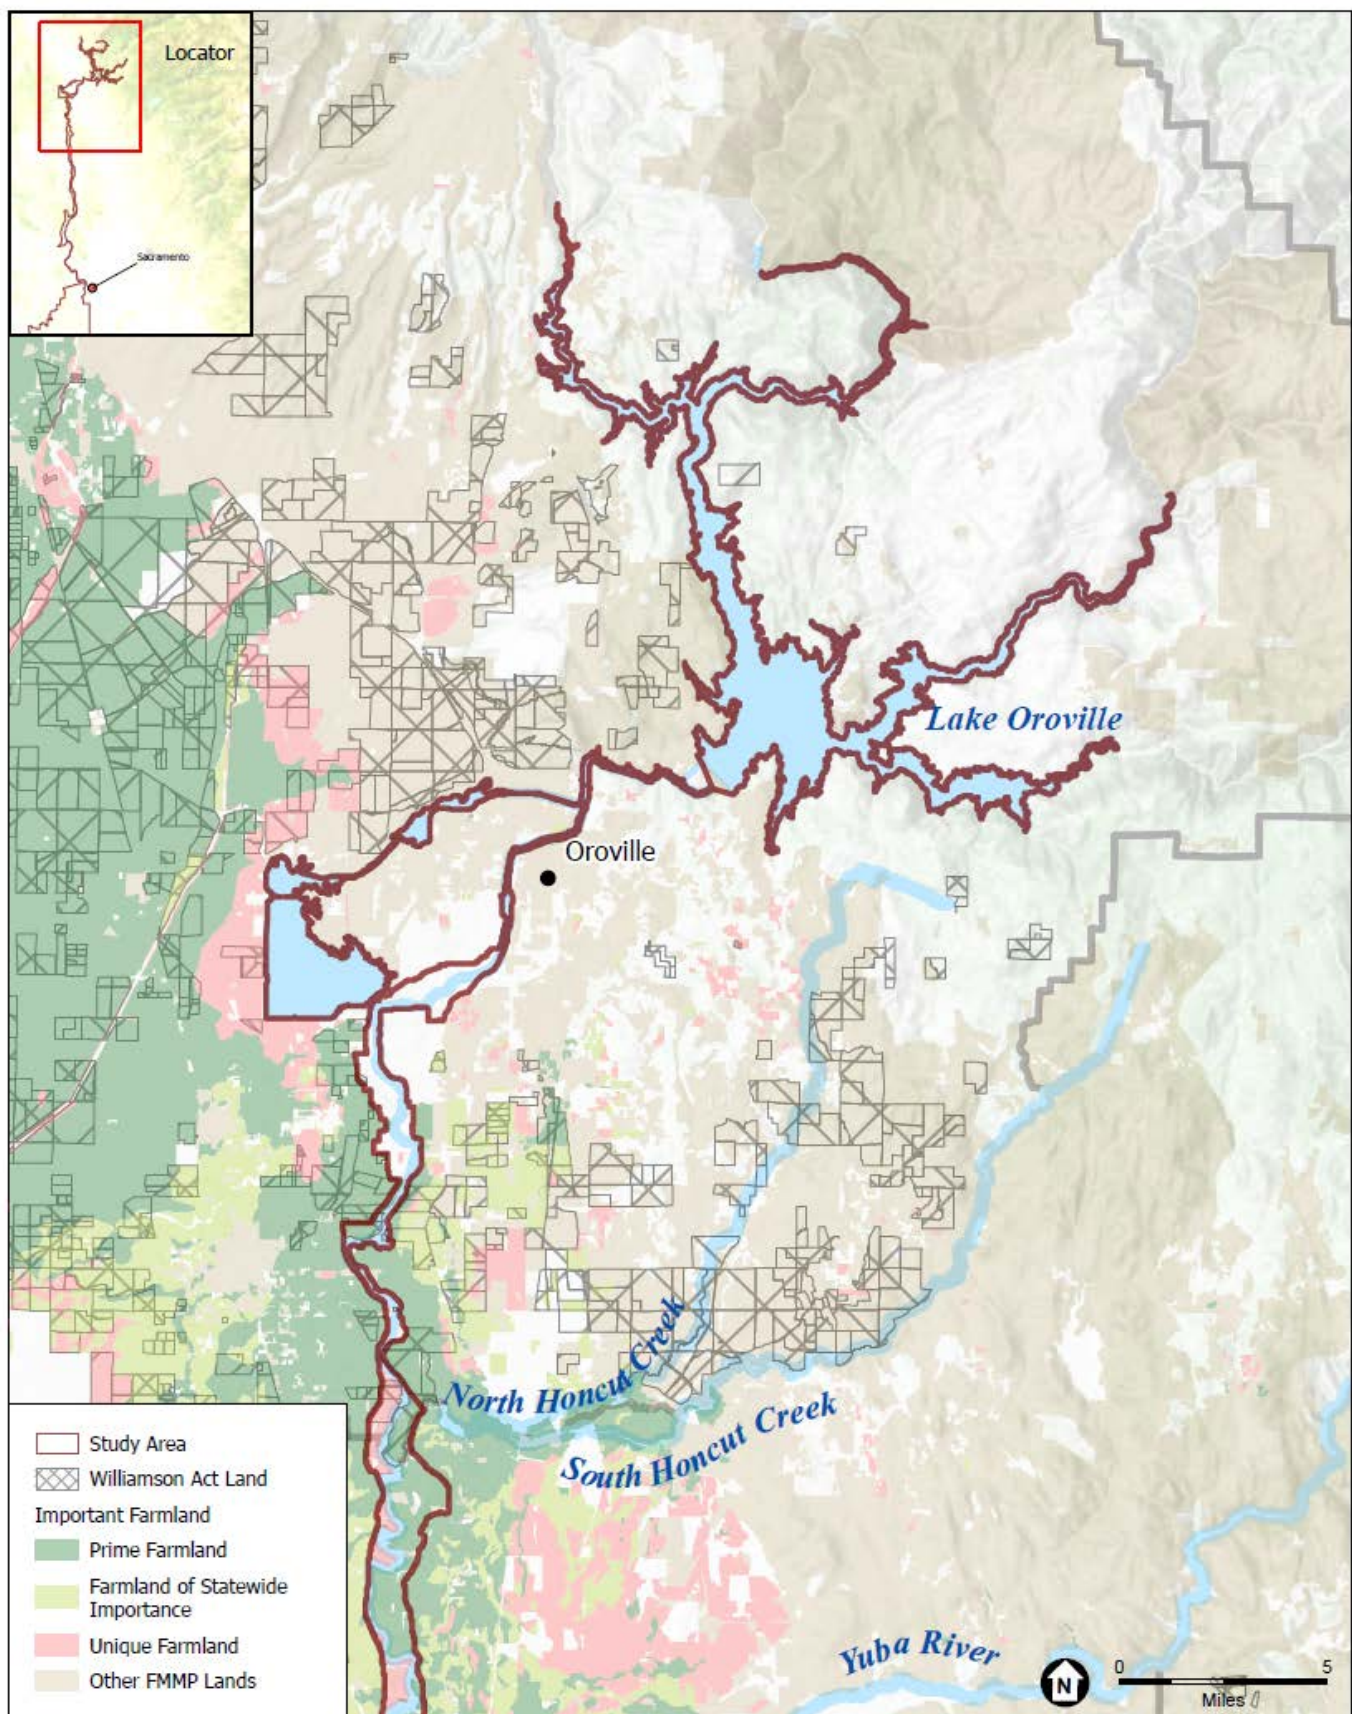 Locator
Sacramento
Lake Oroville
Oroville
North Honcut Creek
South Honcut Creek
Yuba River
Study Area
Williamson Act Land
Important Farmland
Prime Farmland
Farmland of Statewide
Importance
Unique Farmland
Other FMMP Lands
N
0 5
Miles